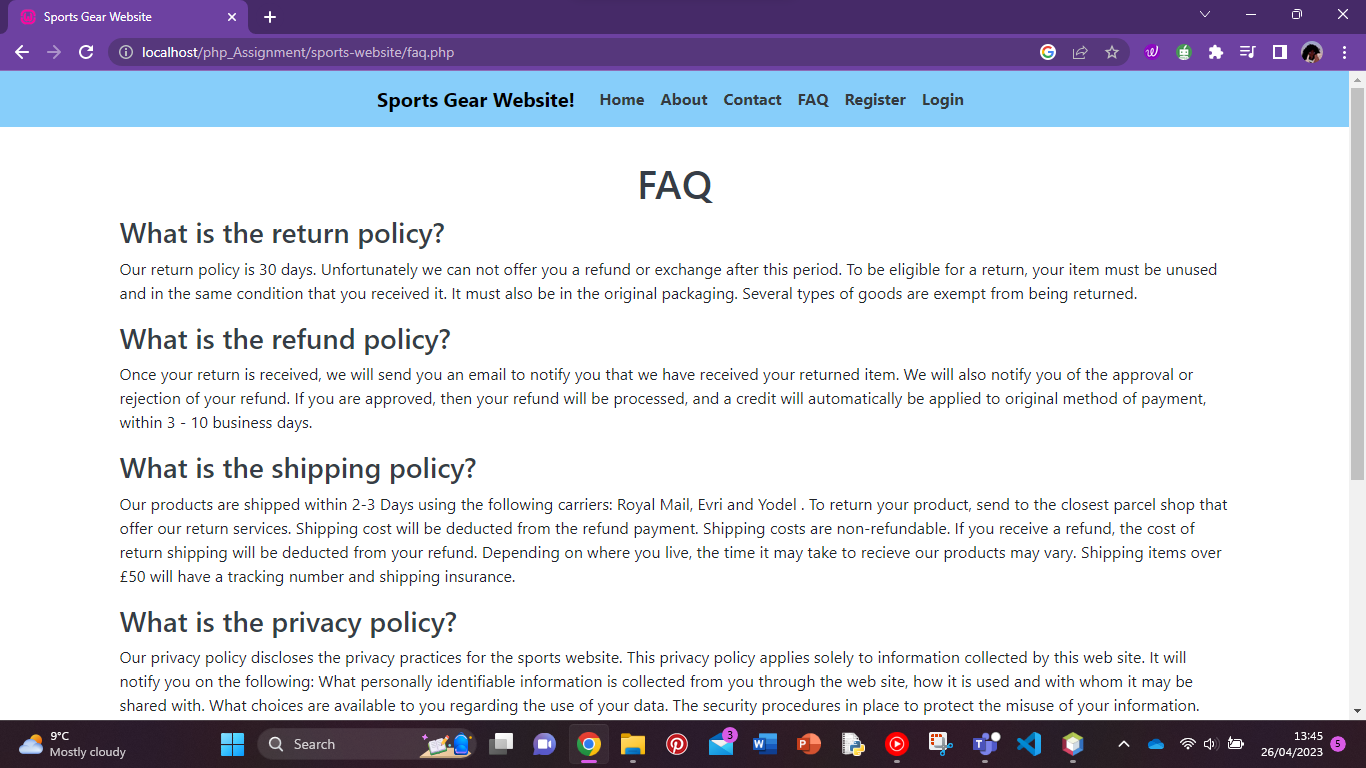 Sports Gear Website
localhost/php_Assignment/sports-website/faq.php
Sports Gear Website! Home About Contact FAQ Register Login
FAQ
What is the return policy?
Our return policy is 30 days. Unfortunately we can not offer you a refund or exchange after this period. To be eligible for a return, your item must be unused
and in the same condition that you received it. It must also be in the original packaging. Several types of goods are exempt from being returned.
What is the refund policy?
Once your return is received, we will send you an email to notify you that we have received your returned item. We will also notify you of the approval or
rejection of your refund. If you are approved, then your refund will be processed, and a credit will automatically be applied to original method of payment,
within 3 - 10 business days.
What is the shipping policy?
Our products are shipped within 2-3 Days using the following carriers: Royal Mail, Evri and Yodel . To return your product, send to the closest parcel shop that
offer our return services. Shipping cost will be deducted from the refund payment. Shipping costs are non-refundable. If you receive a refund, the cost of
return shipping will be deducted from your refund. Depending on where you live, the time it may take to recieve our products may vary. Shipping items over
£50 will have a tracking number and shipping insurance.
What is the privacy policy?
Our privacy policy discloses the privacy practices for the sports website. This privacy policy applies solely to information collected by this web site. It will
notify you on the following: What personally identifiable information is collected from you through the web site, how it is used and with whom it may be
shared with. What choices are available to you regarding the use of your data. The security procedures in place to protect the misuse of your information.
9°C
Mostly cloudy
Search
3
13:45
26/04/2023
5